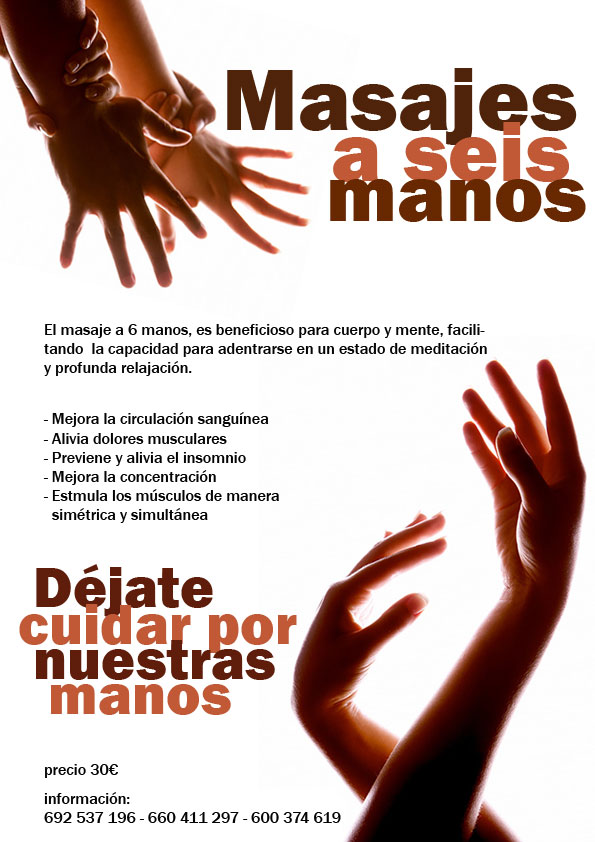 Masajes
a seis
manos
El masaje a 6 manos, es beneficioso para cuerpo y mente, facili-
tando la capacidad para adentrarse en un estado de meditación
y profunda relajación.
- Mejora la circulación sanguínea
- Alivia dolores musculares
- Previene y alivia el insomnio
- Mejora la concentración
- Estmula los músculos de manera
simétrica y simultánea
Déjate
cuidar por
nuestras
manos
precio 30€
información:
692 537 196 - 660 411 297 - 600 374 619